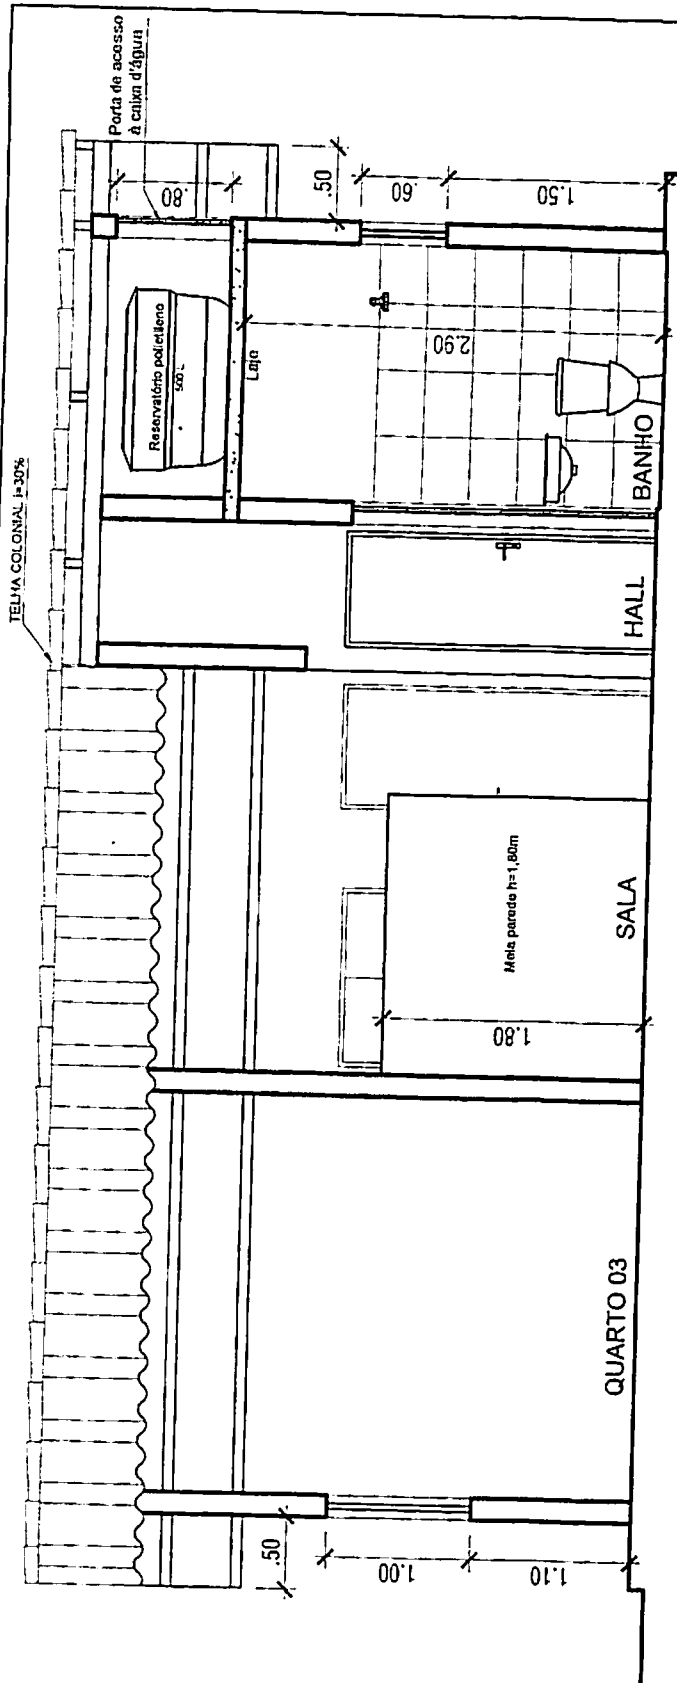 TELHA COLONIAL i=30%
Porta de acesso
à caixa d'água
.80
.50
.60
1.50
Reservatório polietileno
500 L
Laje
2.90
BANHO
HALL
Meia parede h=1,80m
1.80
SALA
QUARTO 03
.50
1.00
1.10